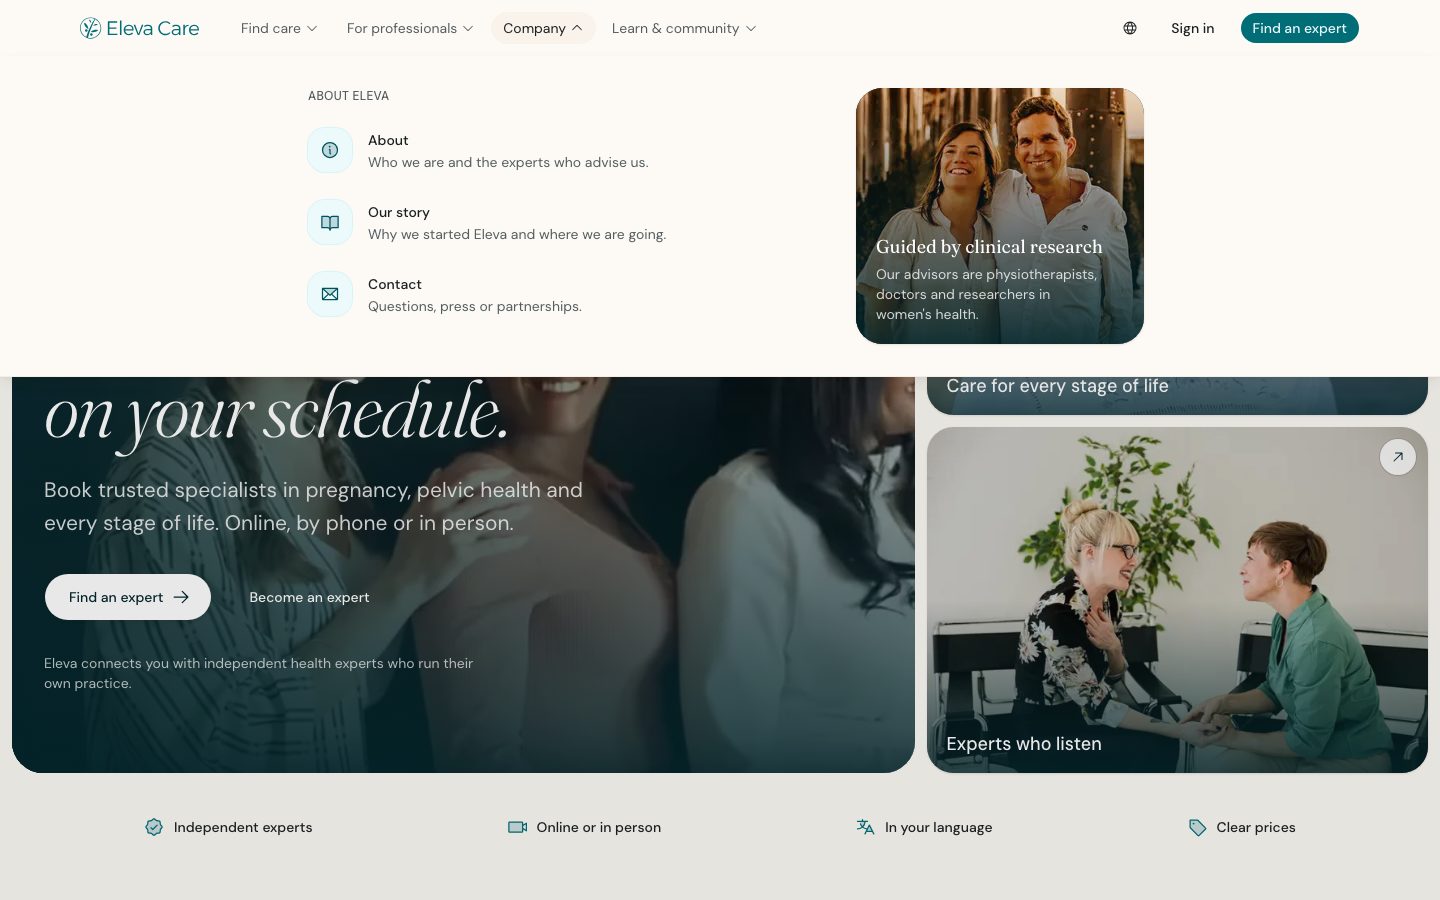 Eleva Care
Find care
For professionals
Company
Learn & community
Sign in
Find an expert
ABOUT ELEVA
About
Who we are and the experts who advise us.
Our story
Why we started Eleva and where we are going.
Contact
Questions, press or partnerships.
Guided by clinical research
Our advisors are physiotherapists,
doctors and researchers in
women's health.
on your schedule.
Book trusted specialists in pregnancy, pelvic health and
every stage of life. Online, by phone or in person.
Find an expert
Become an expert
Eleva connects you with independent health experts who run their
own practice.
Care for every stage of life
Experts who listen
Independent experts
Online or in person
In your language
Clear prices